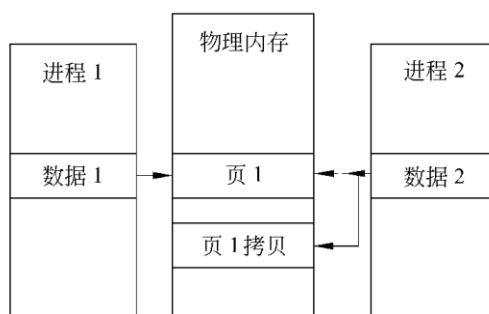 进程 1
物理内存
进程 2
数据 1
页 1
数据 2
页 1 拷贝